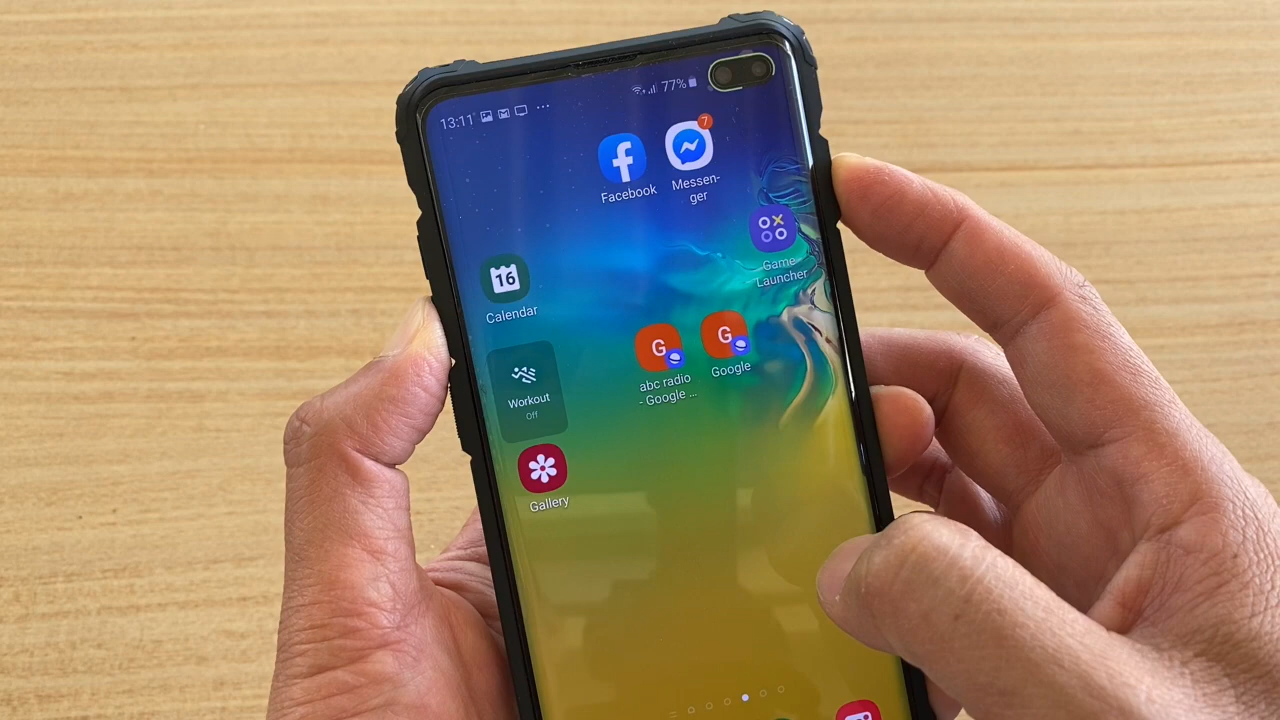 13:11
77%
Facebook
7
Messen-
ger
Game
Launcher
16
Calendar
G
abc radio
- Google ...
G
Google
Workout
Off
Gallery